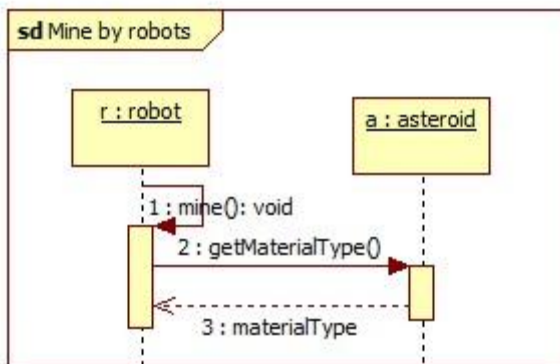 sd Mine by robots
r : robot
a : asteroid
1 : mine(): void
2 : getMaterialType()
3 : materialType